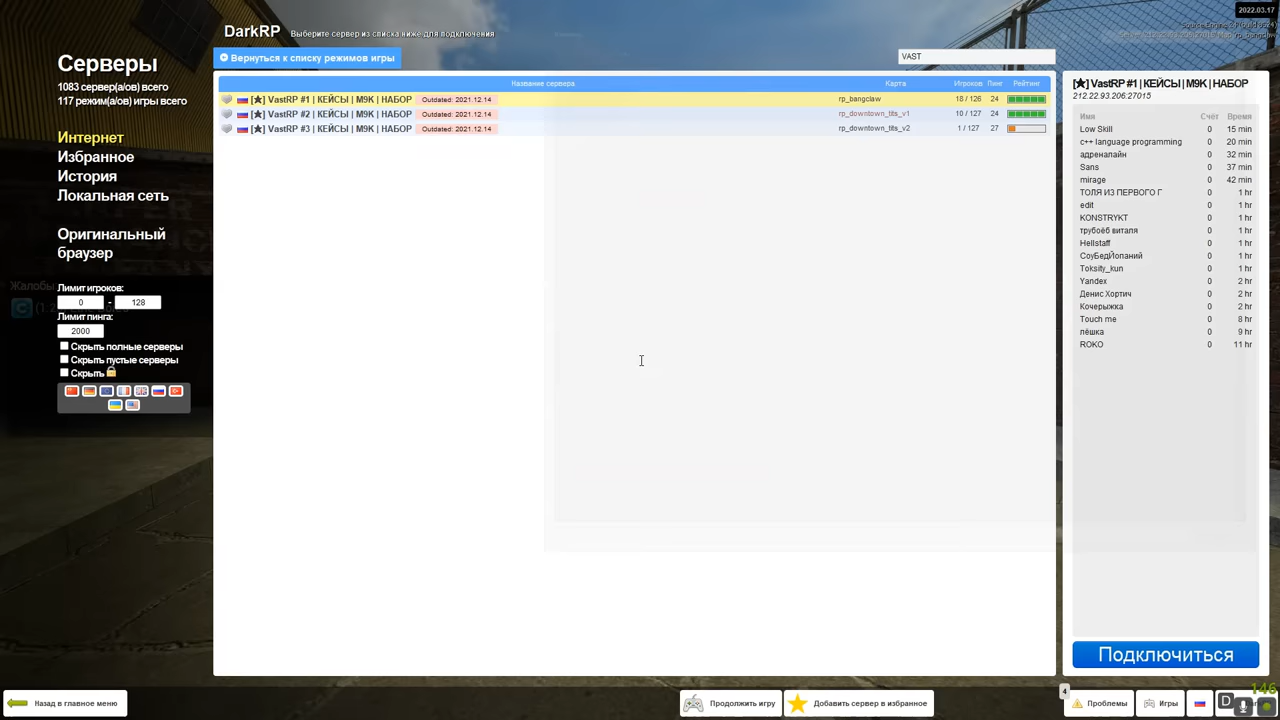 2022.03.17
DarkRP Выберите сервер из списка ниже для подключения
Серверы
1083 сервер(а/ов) всего
117 режим(а/ов) игры всего
Интернет
Избранное
История
Локальная сеть
Оригинальный
браузер
Жалобы
Лимит игроков:
0 - 128
Лимит пинга:
2000
Скрыть полные серверы
Скрыть пустые серверы
Скрыть
Вернуться к списку режимов игры
VAST
Название сервера Карта Игроков Пинг Рейтинг
[★] VastRP #1 | КЕЙСЫ | M9K | НАБОР Outdated: 2021.12.14 rp_bangclaw 18 / 126 24
[★] VastRP #2 | КЕЙСЫ | M9K | НАБОР Outdated: 2021.12.14 rp_downtown_tits_v1 10 / 127 24
[★] VastRP #3 | КЕЙСЫ | M9K | НАБОР Outdated: 2021.12.14 rp_downtown_tits_v2 1 / 127 27
[★] VastRP #1 | КЕЙСЫ | M9K | НАБОР
212.22.93.206:27015
Имя Счёт Время
Low Skill 0 15 min
c++ language programming 0 20 min
адреналайн 0 32 min
Sans 0 37 min
mirage 0 42 min
ТОЛЯ ИЗ ПЕРВОГО Г 0 1 hr
edit 0 1 hr
KONSTRYKT 0 1 hr
трубоёб виталя 0 1 hr
Hellstaff 0 1 hr
СоуБедЙопаний 0 1 hr
Toksity_kun 0 1 hr
Yandex 0 2 hr
Денис Хортич 0 2 hr
Кочерыжка 0 2 hr
Touch me 0 8 hr
пёшка 0 9 hr
ROKO 0 11 hr
Подключиться
146
Назад в главное меню
Продолжить игру
Добавить сервер в избранное
4
Проблемы
Игры
D